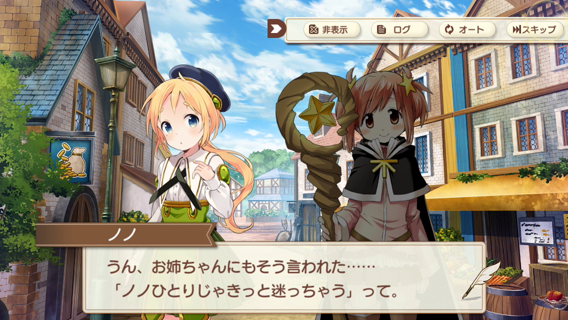 非表示
ログ
オート
スキップ
ノノ
うん、お姉ちゃんにもそう言われた……
「ノノひとりじゃきっと迷っちゃう」って。